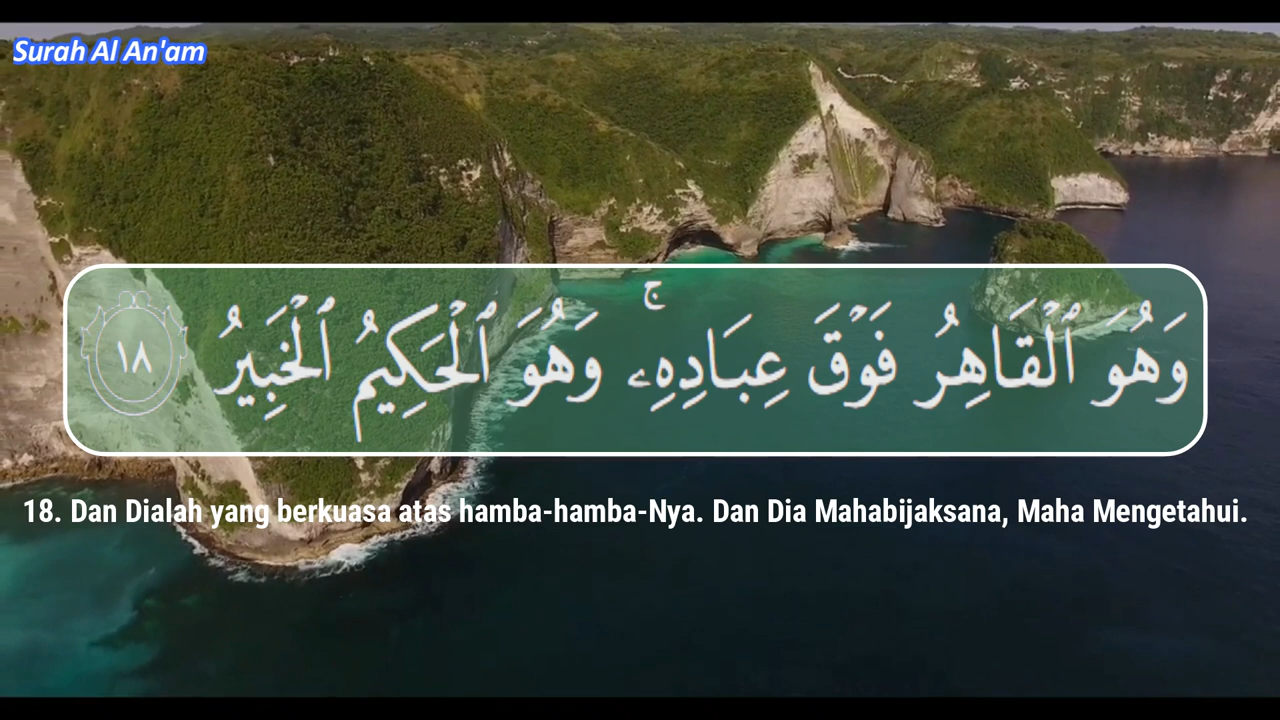 Surah Al An'am
وَهُوَ ٱلْقَاهِرُ فَوْقَ عِبَادِهِۦ ۚ وَهُوَ ٱلْحَكِيمُ ٱلْخَبِيرُ ١٨
18. Dan Dialah yang berkuasa atas hamba-hamba-Nya. Dan Dia Mahabijaksana, Maha Mengetahui.